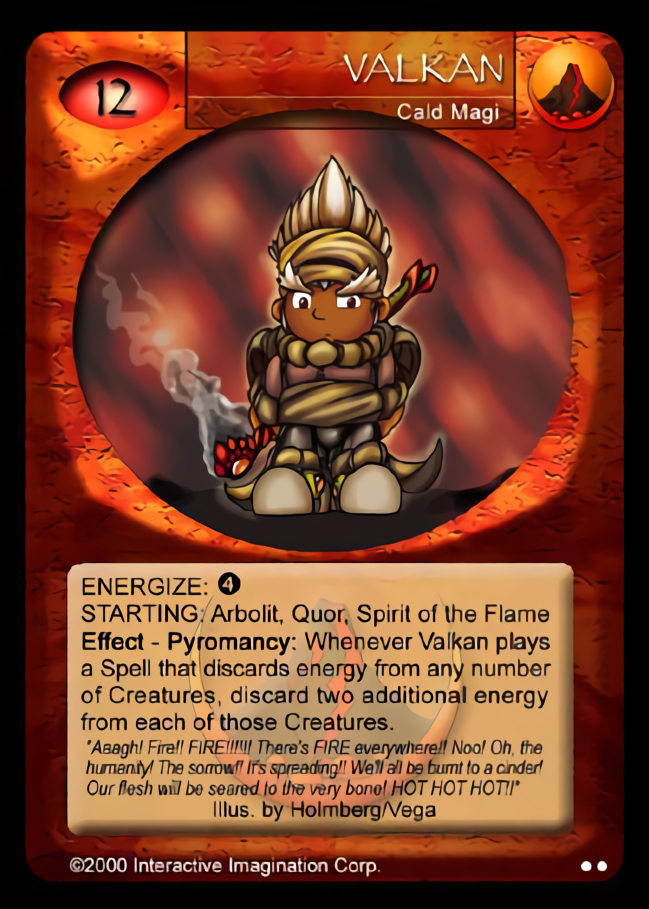 12
VALKAN
Cald Magi
ENERGIZE: 4
STARTING: Arbolit, Quor, Spirit of the Flame
Effect - Pyromancy: Whenever Valkan plays
a Spell that discards energy from any number
of Creatures, discard two additional energy
from each of those Creatures.
"Aaagh! Fire!! FIRE!!!!!! There's FIRE everywhere!! Noo! Oh, the
humanity! The sorrow!! It's spreading!! We'll all be burnt to a cinder!
Our flesh will be seared to the very bone! HOT HOT HOT!!"
Illus. by Holmberg/Vega
©2000 Interactive Imagination Corp.